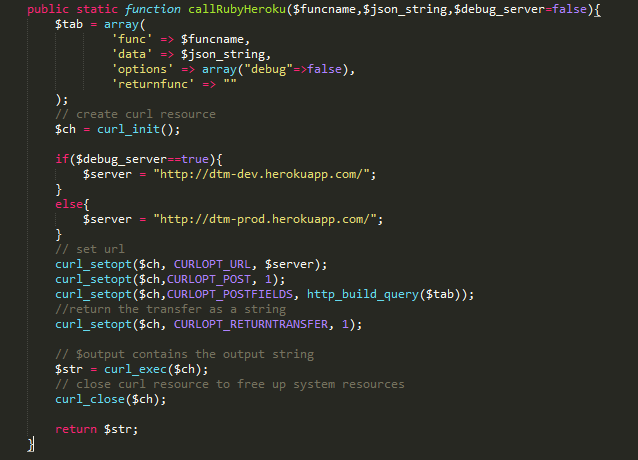 public static function callRubyHeroku($funcname,$json_string,$debug_server=false){
$tab = array(
'func' => $funcname,
'data' => $json_string,
'options' => array("debug"=>false),
'returnfunc' => ""
);
// create curl resource
$ch = curl_init();
if($debug_server==true){
$server = "http://dtm-dev.herokuapp.com/";
}
else{
$server = "http://dtm-prod.herokuapp.com/";
}
// set url
curl_setopt($ch, CURLOPT_URL, $server);
curl_setopt($ch,CURLOPT_POST, 1);
curl_setopt($ch,CURLOPT_POSTFIELDS, http_build_query($tab));
//return the transfer as a string
curl_setopt($ch, CURLOPT_RETURNTRANSFER, 1);
// $output contains the output string
$str = curl_exec($ch);
// close curl resource to free up system resources
curl_close($ch);
return $str;
}